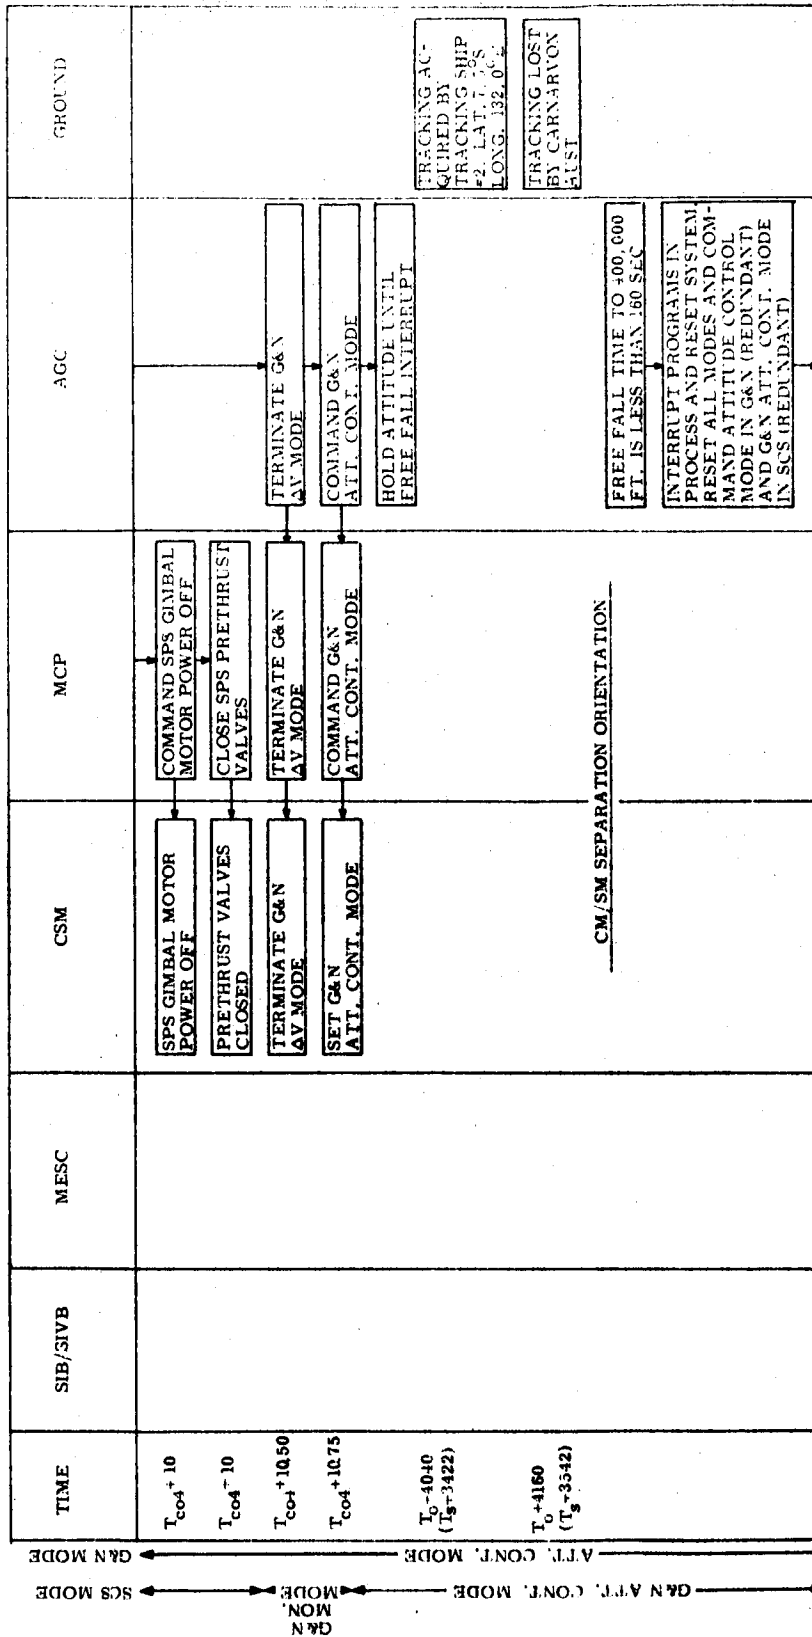 TIME
SIB/SIVB
MESC
CSM
MCP
AGC
GROUND
Tco4+ 10
SPS GIMBAL MOTOR
POWER OFF
COMMAND SPS GIMBAL
MOTOR POWER OFF
Tco4+ 10
PRETHRUST VALVES
CLOSED
CLOSE SPS PRETHRUST
VALVES
Tco4+10.50
TERMINATE G&N
ΔV MODE
TERMINATE G&N
ΔV MODE
TERMINATE G&N
ΔV MODE
Tco4+10.75
SET G&N
ATT. CONT. MODE
COMMAND G&N
ATT. CONT. MODE
COMMAND G&N
ATT. CONT. MODE
HOLD ATTITUDE UNTIL
FREE FALL INTERRUPT
To+4040
(Ts+3422)
TRACKING AC-
QUIRED BY
TRACKING SHIP
#2. LAT.
LONG. 132.0°E
To+4160
(Ts+3542)
TRACKING LOST
BY CARNARVON
AUST
CM/SM SEPARATION ORIENTATION
FREE FALL TIME TO 400,000
FT. IS LESS THAN 160 SEC
INTERRUPT PROGRAMS IN
PROCESS AND RESET SYSTEM,
RESET ALL MODES AND COM-
MAND ATTITUDE CONTROL
MODE IN G&N (REDUNDANT)
AND G&N ATT. CONT. MODE
IN SCS (REDUNDANT)
G&N MODE
ATT. CONT. MODE
SCS MODE
G&N
MON.
MODE
G&N ATT. CONT. MODE